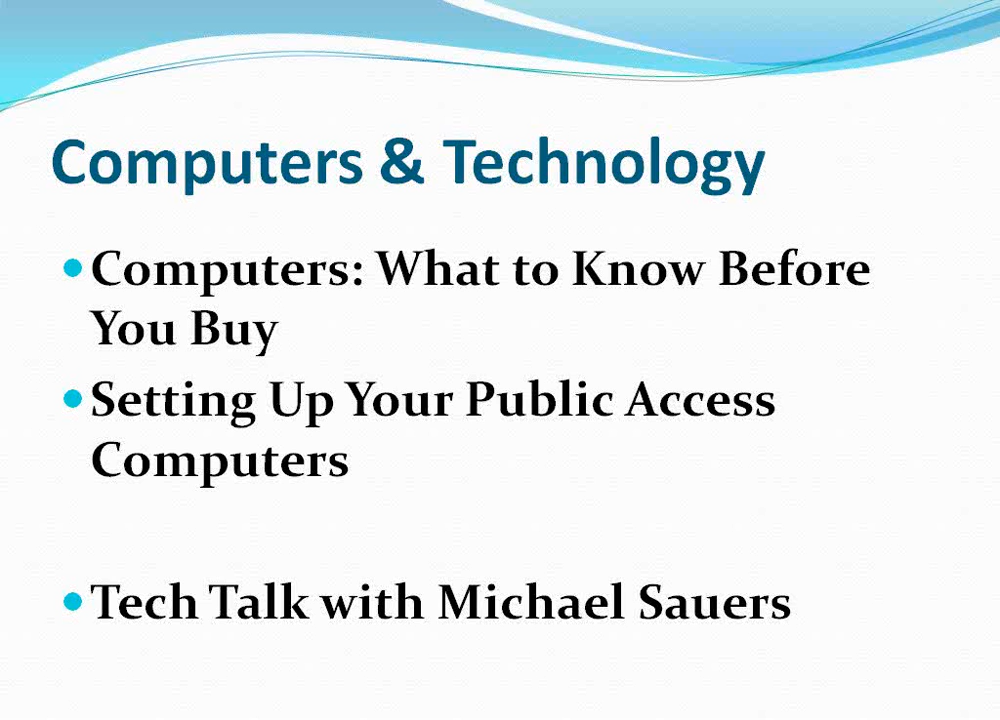 Computers & Technology
•Computers: What to Know Before
You Buy
•Setting Up Your Public Access
Computers
•Tech Talk with Michael Sauers